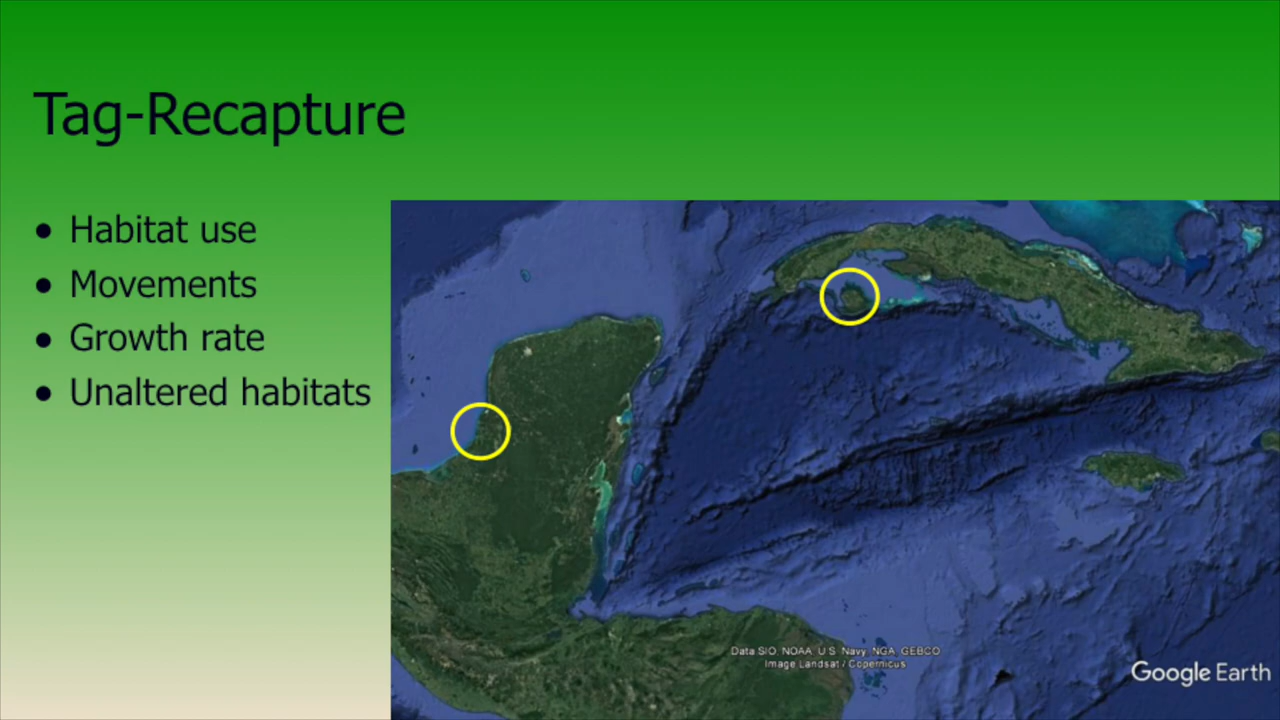 Tag-Recapture
• Habitat use
• Movements
• Growth rate
• Unaltered habitats
Data SIO, NOAA, U.S. Navy, NGA, GEBCO
Image Landsat / Copernicus
Google Earth